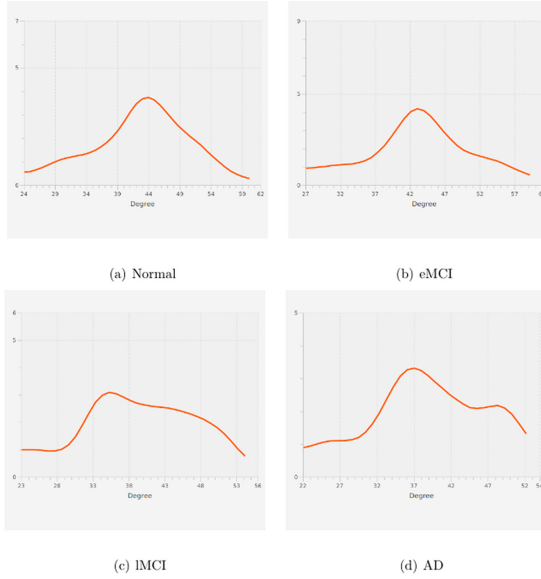 7
5
0
24 29 34 39 44 49 54 59 62
Degree
(a) Normal
9
5
0
27 32 37 42 47 52 57
Degree
(b) eMCI
6
5
0
23 28 33 38 43 48 53 56
Degree
(c) lMCI
5
0
22 27 32 37 42 47 52 54
Degree
(d) AD